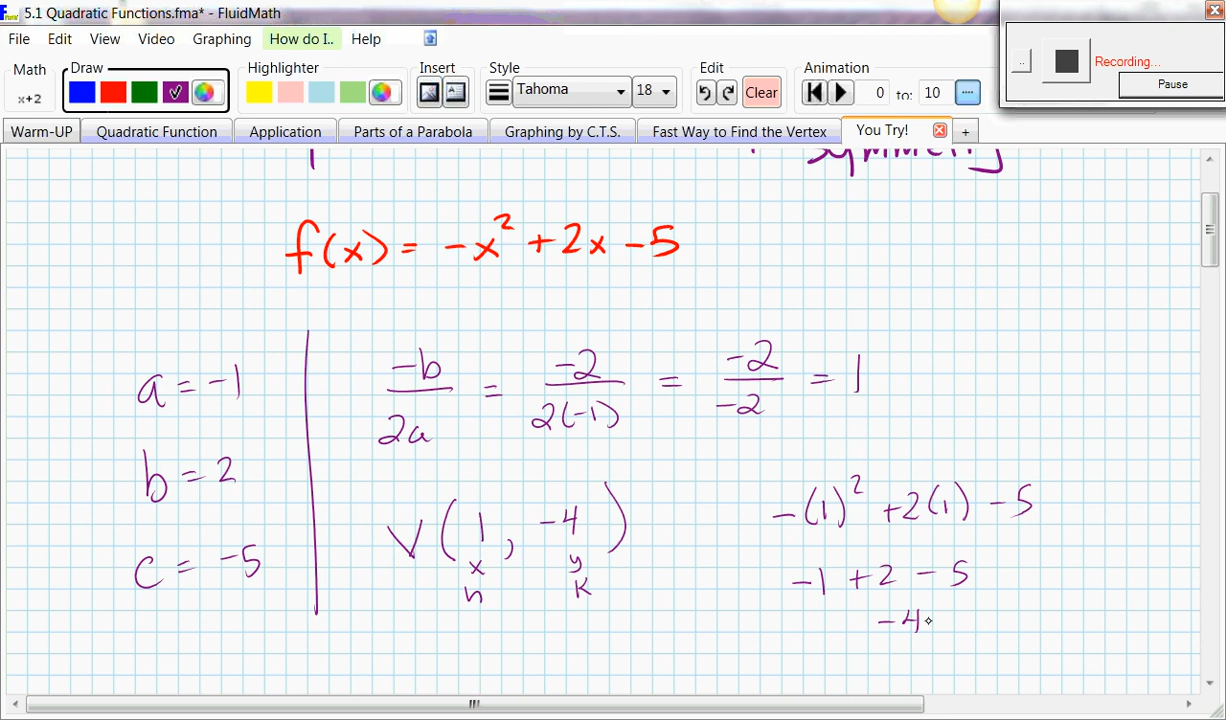 5.1 Quadratic Functions.fma* - FluidMath
File Edit View Video Graphing How do I.. Help
Recording...
.. Pause
Math Draw Highlighter Insert Style Edit Animation
x+2 Tahoma 18 Clear 0 to: 10
Warm-UP Quadratic Function Application Parts of a Parabola Graphing by C.T.S. Fast Way to Find the Vertex You Try! +
symmetry
f(x) = -x² + 2x - 5
a = -1
b = 2
c = -5
-b/2a = -2/2(-1) = -2/-2 = 1
V(1, -4)
x y
h k
-(1)² + 2(1) - 5
-1 + 2 - 5
-4